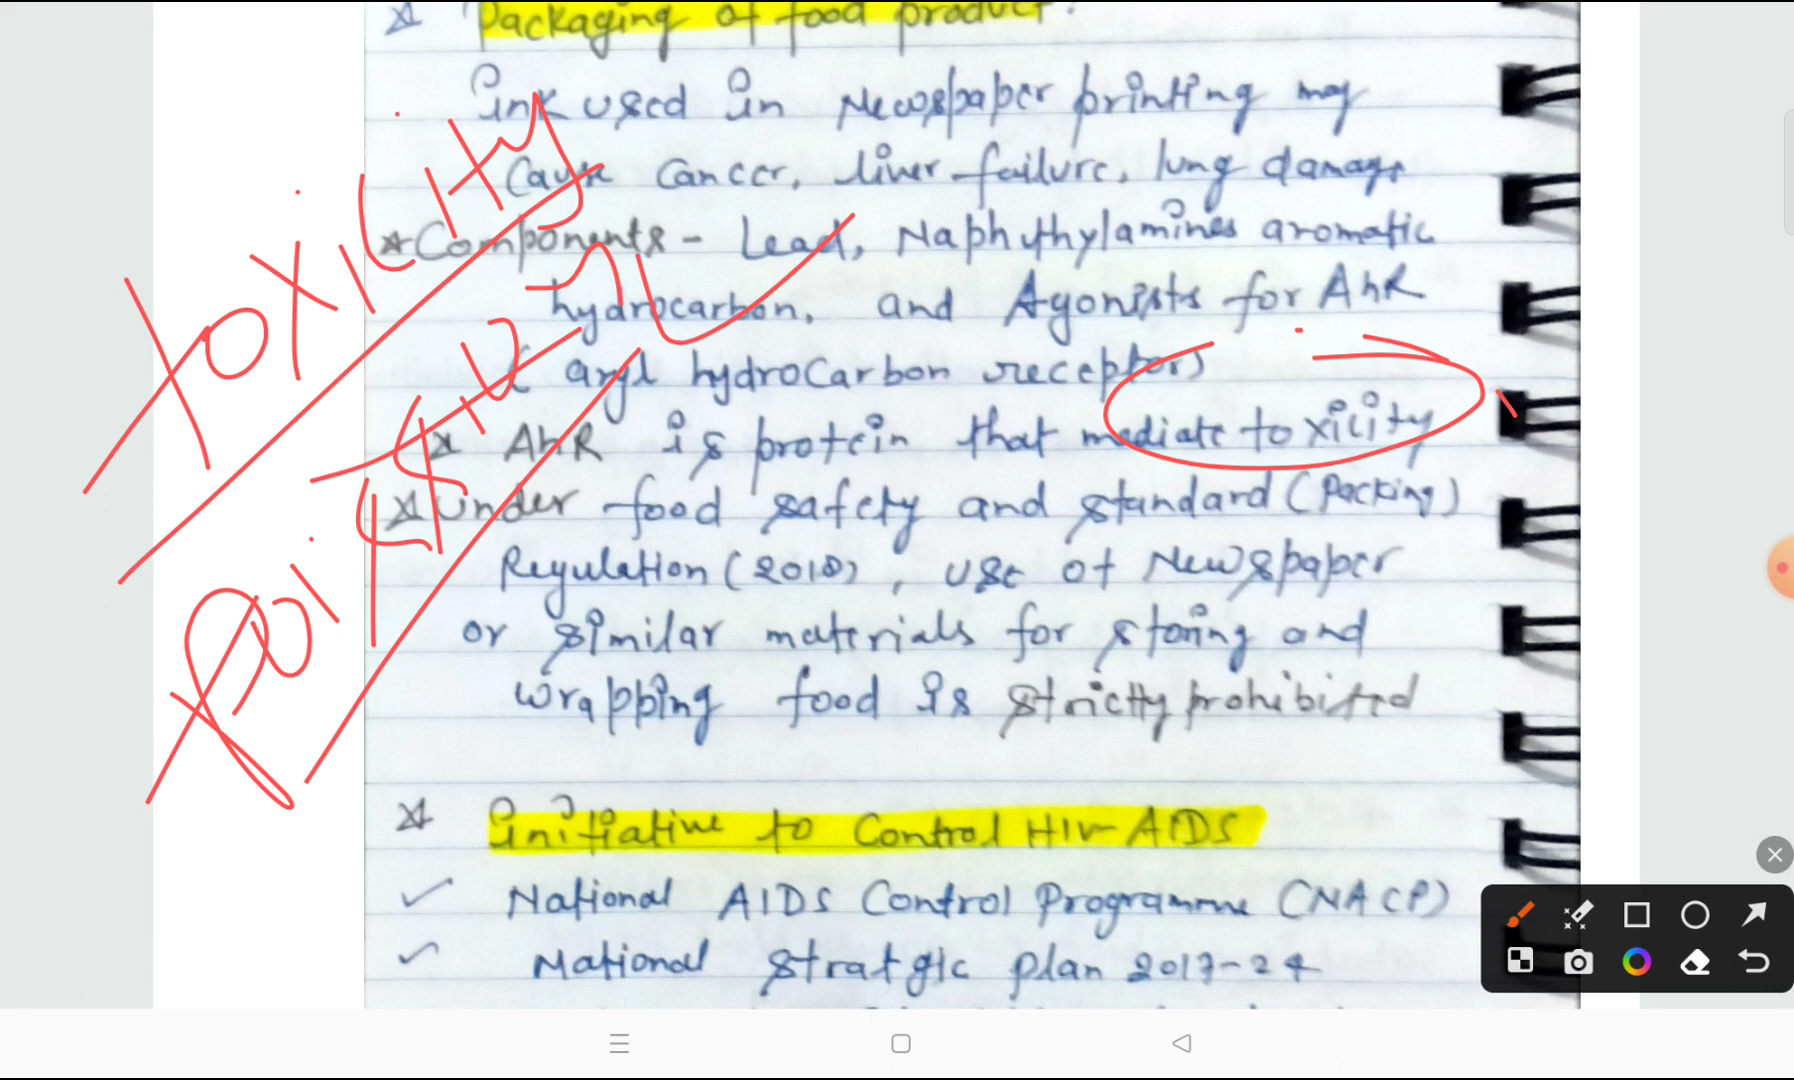 Packaging of food product.
ink used in Newspaper printing may
Cause Cancer, liver failure, lung damage
Components - Lead, Naphythylamines aromatic
hydrocarbon, and Agonists for AhR
( aryl hydrocarbon receptor)
AhR is protein that mediate toxicity
under food safety and standard (Packing)
Regulation (2018), use of Newspaper
or similar materials for storing and
wrapping food is strictly prohibited
Toxicity
initiative to Control HIV AIDS
National AIDS Control Programme (NACP)
National stratgic plan 2017-24